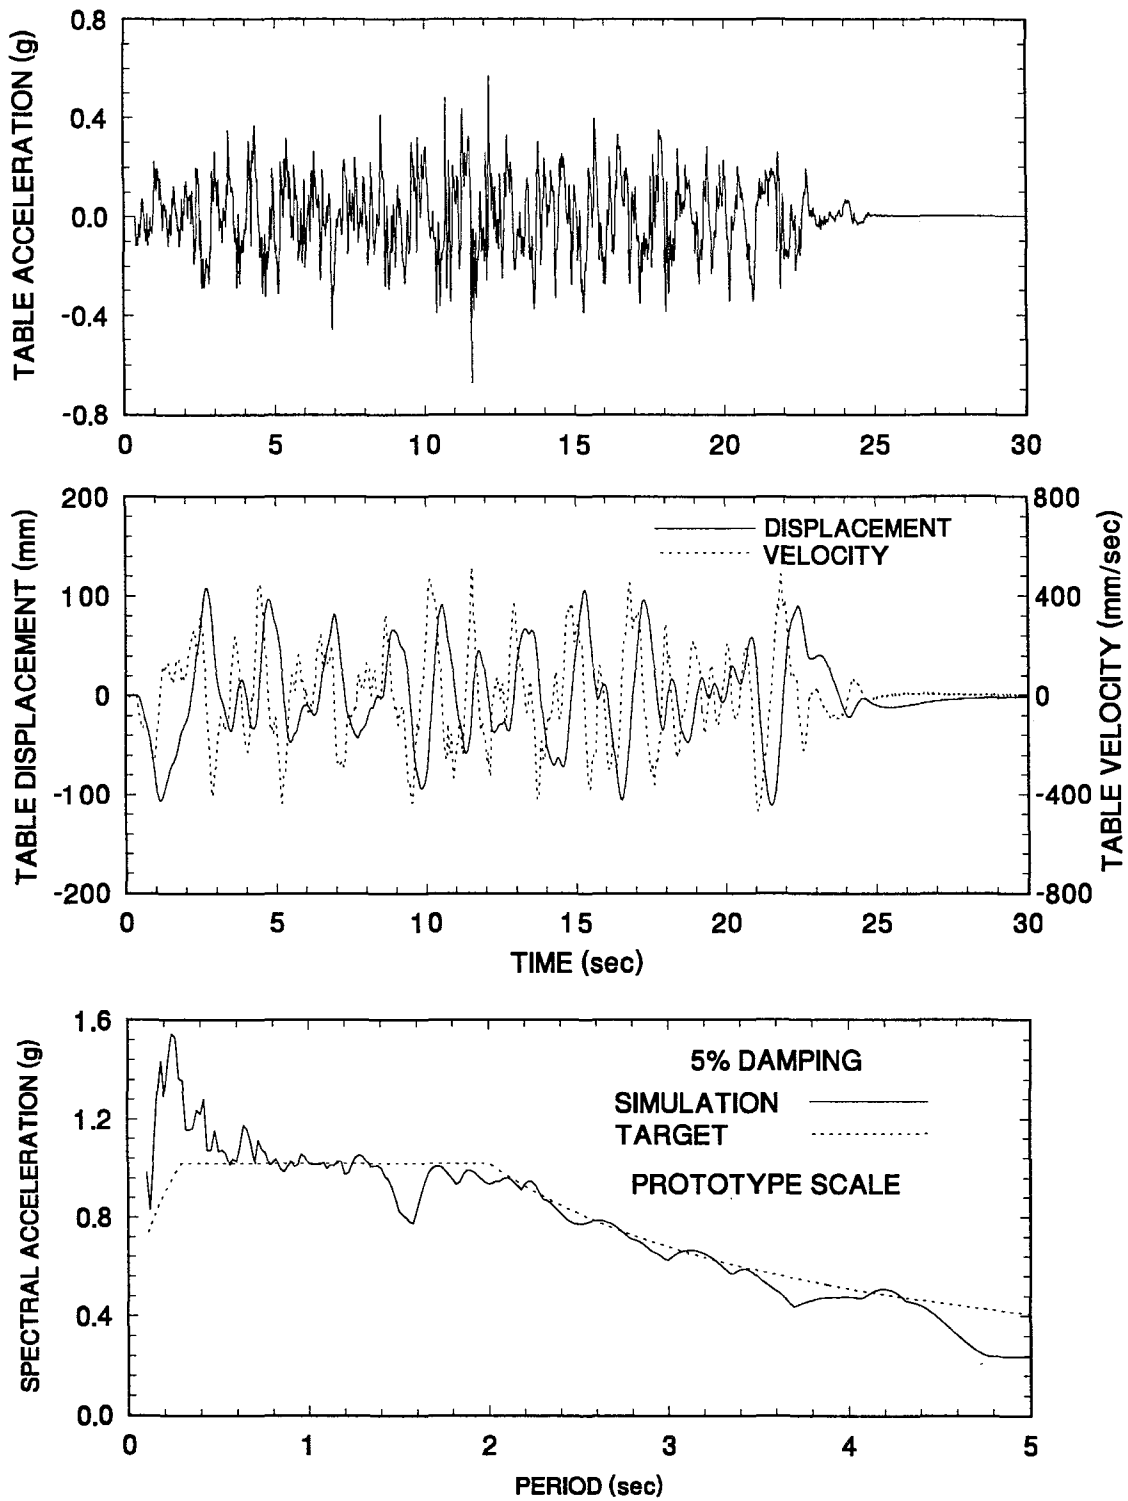 TABLE ACCELERATION (g)
0.8
0.4
0.0
-0.4
-0.8
0 5 10 15 20 25 30
TABLE DISPLACEMENT (mm)
200
100
0
-100
-200
DISPLACEMENT
VELOCITY
800
400
0
-400
-800
TABLE VELOCITY (mm/sec)
0 5 10 15 20 25 30
TIME (sec)
SPECTRAL ACCELERATION (g)
1.6
1.2
0.8
0.4
0.0
5% DAMPING
SIMULATION
TARGET
PROTOTYPE SCALE
0 1 2 3 4 5
PERIOD (sec)